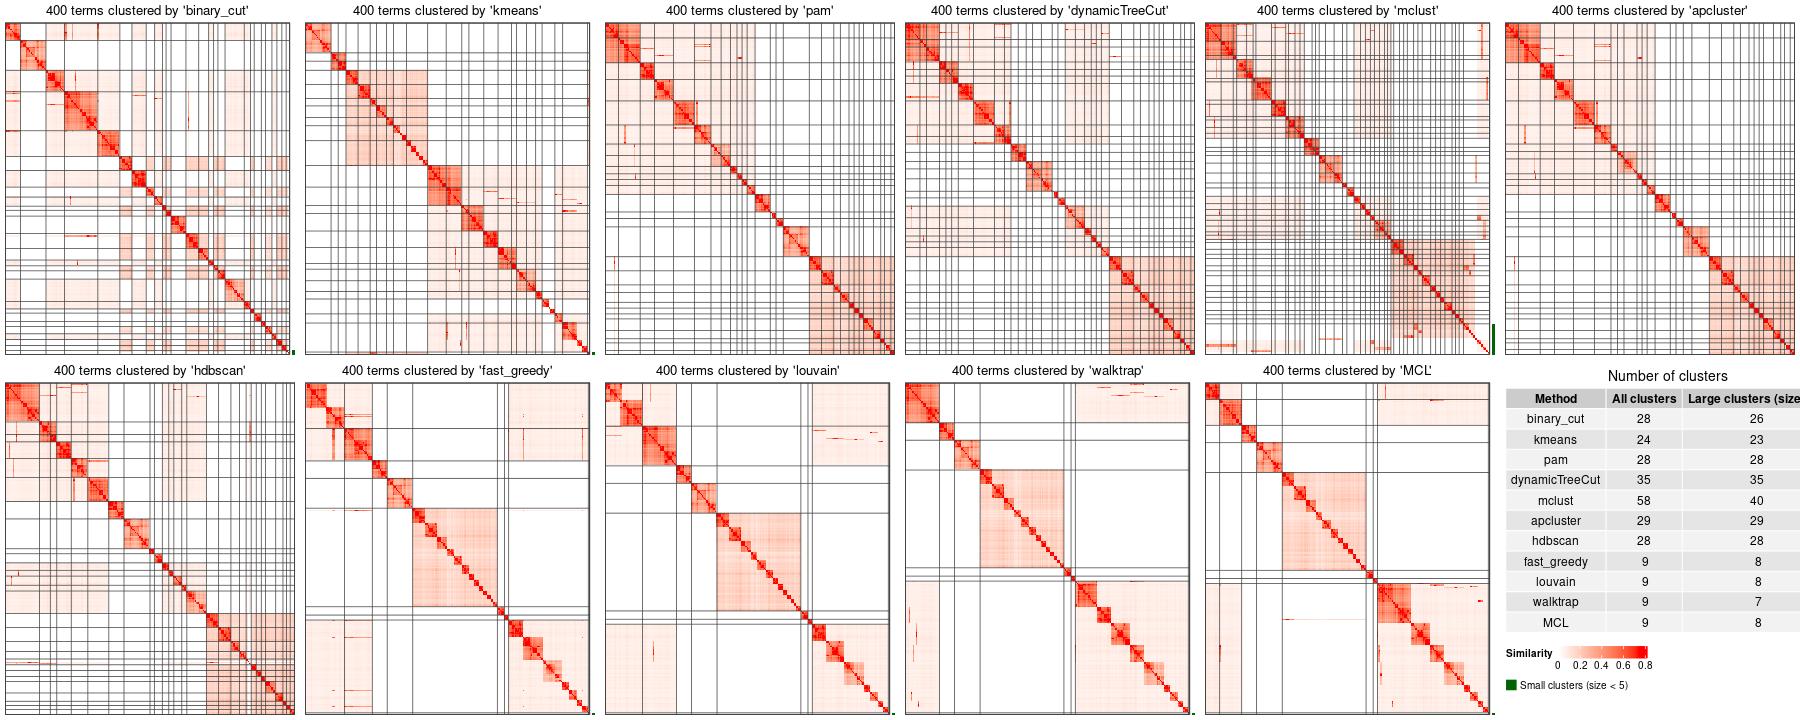 400 terms clustered by 'binary_cut'
400 terms clustered by 'kmeans'
400 terms clustered by 'pam'
400 terms clustered by 'dynamicTreeCut'
400 terms clustered by 'mclust'
400 terms clustered by 'apcluster'
400 terms clustered by 'hdbscan'
400 terms clustered by 'fast_greedy'
400 terms clustered by 'louvain'
400 terms clustered by 'walktrap'
400 terms clustered by 'MCL'
Number of clusters
Method All clusters Large clusters (size
binary_cut 28 26
kmeans 24 23
pam 28 28
dynamicTreeCut 35 35
mclust 58 40
apcluster 29 29
hdbscan 28 28
fast_greedy 9 8
louvain 9 8
walktrap 9 7
MCL 9 8
Similarity
0 0.2 0.4 0.6 0.8
Small clusters (size < 5)